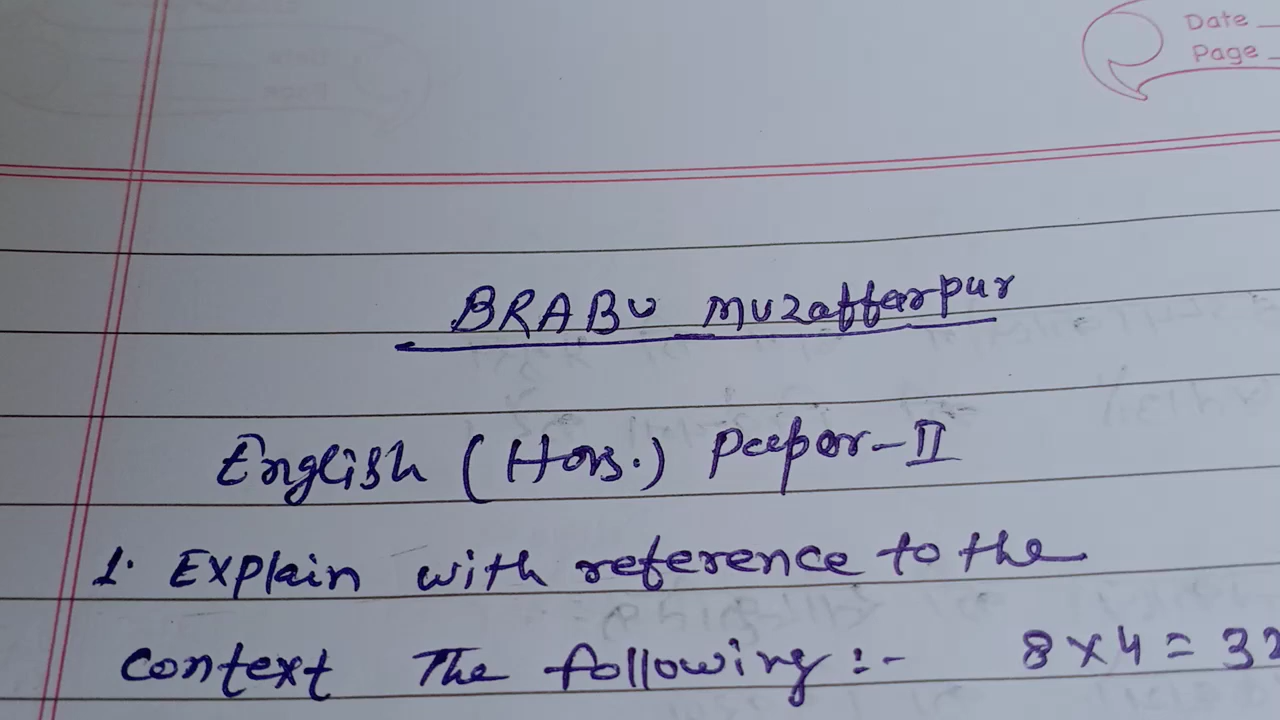 Date
Page
BRABU Muzaffarpur
English (Hons.) Paper-II
1. Explain with reference to the
context The following :- 8 x 4 = 32